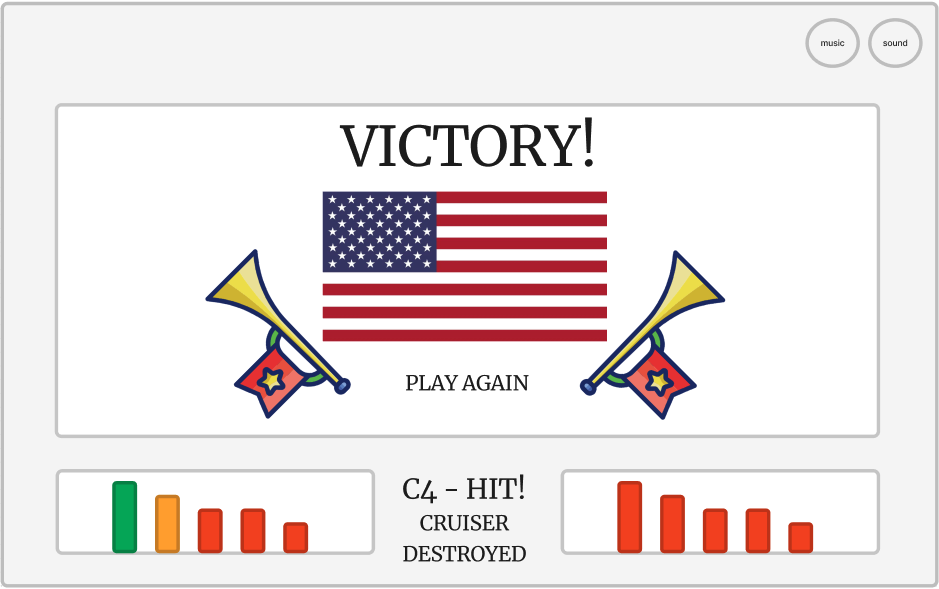 music
sound
VICTORY!
PLAY AGAIN
C4 - HIT!
CRUISER
DESTROYED